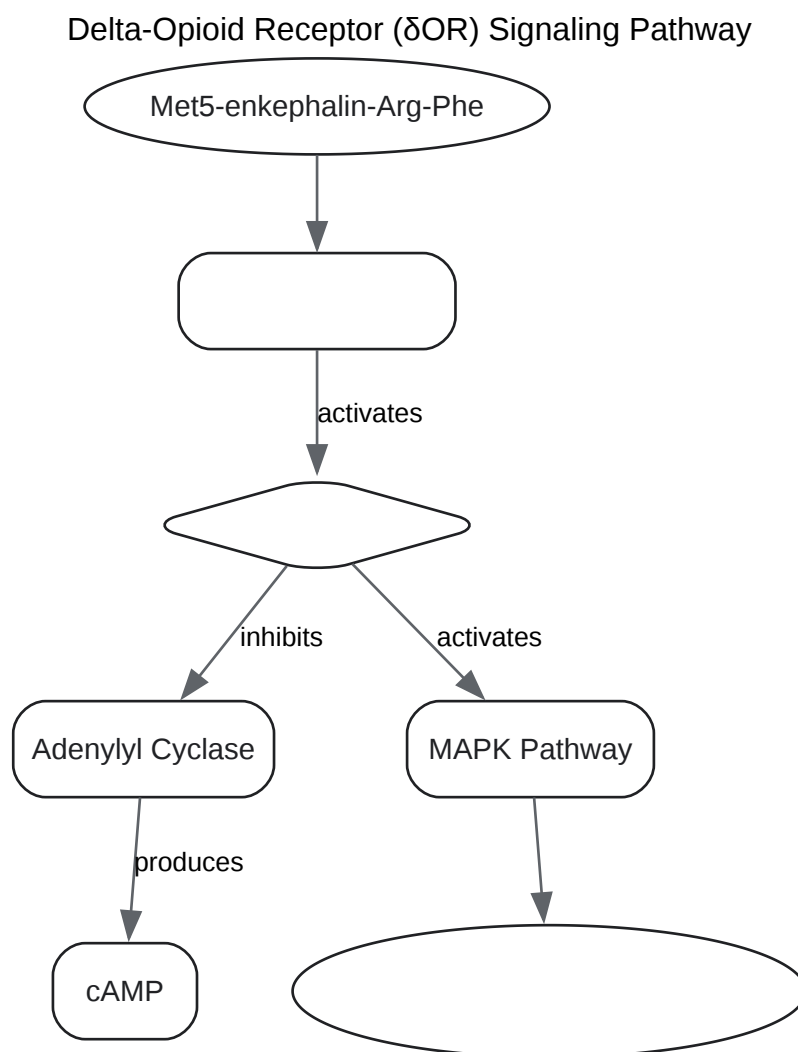 Delta-Opioid Receptor (δOR) Signaling Pathway
Met5-enkephalin-Arg-Phe
activates
inhibits
activates
Adenylyl Cyclase
MAPK Pathway
produces
cAMP